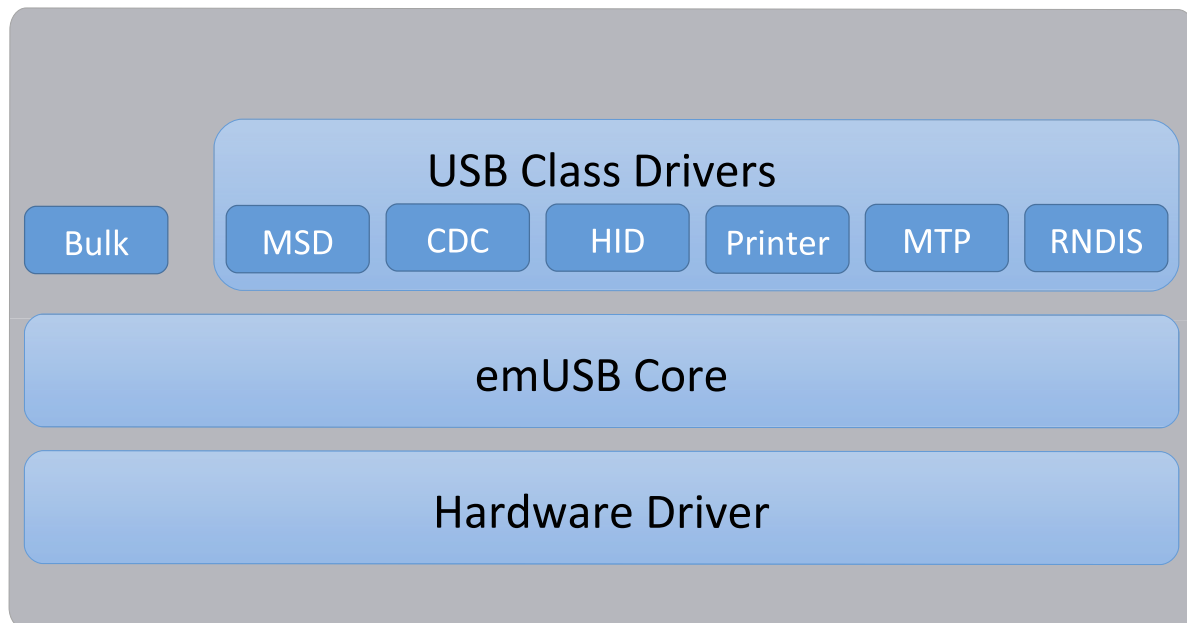 USB Class Drivers
Bulk MSD CDC HID Printer MTP RNDIS
emUSB Core
Hardware Driver